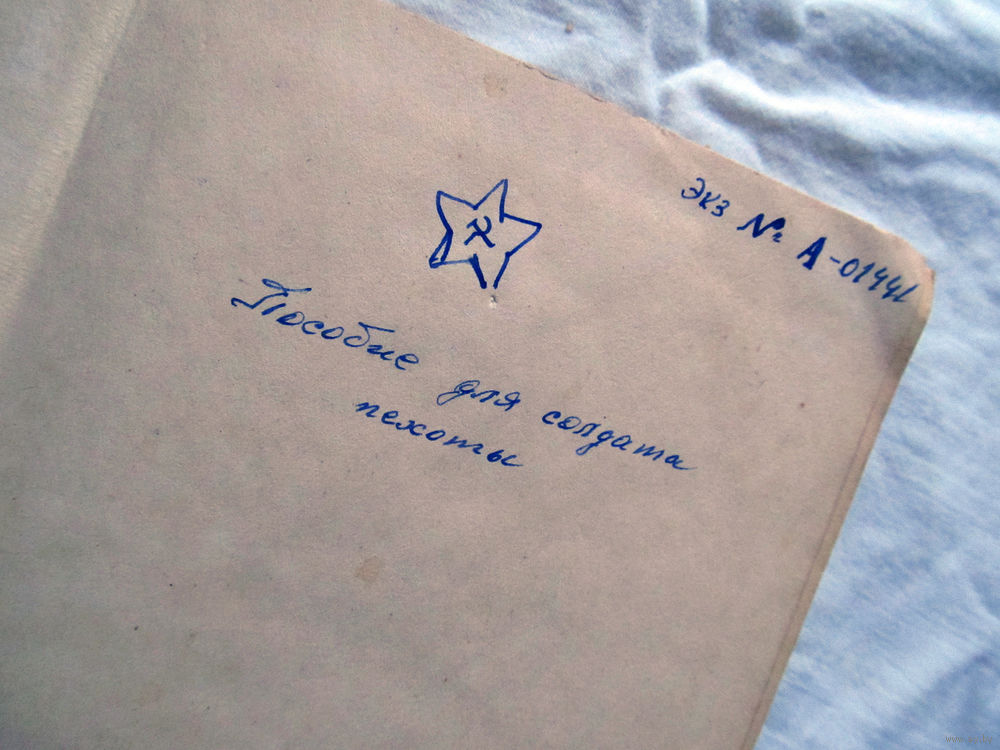 экз № А-01441
Пособие для солдата
пехоты